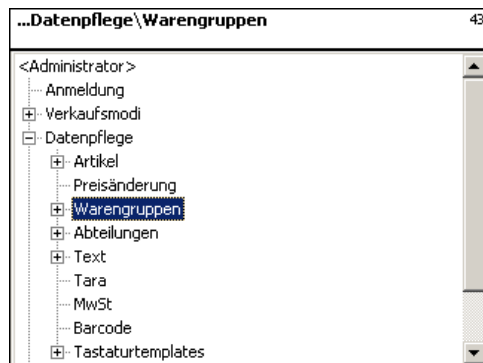 ...Datenpflege\Warengruppen 43
<Administrator>
Anmeldung
Verkaufsmodi
Datenpflege
Artikel
Preisänderung
Warengruppen
Abteilungen
Text
Tara
MwSt
Barcode
Tastaturtemplates